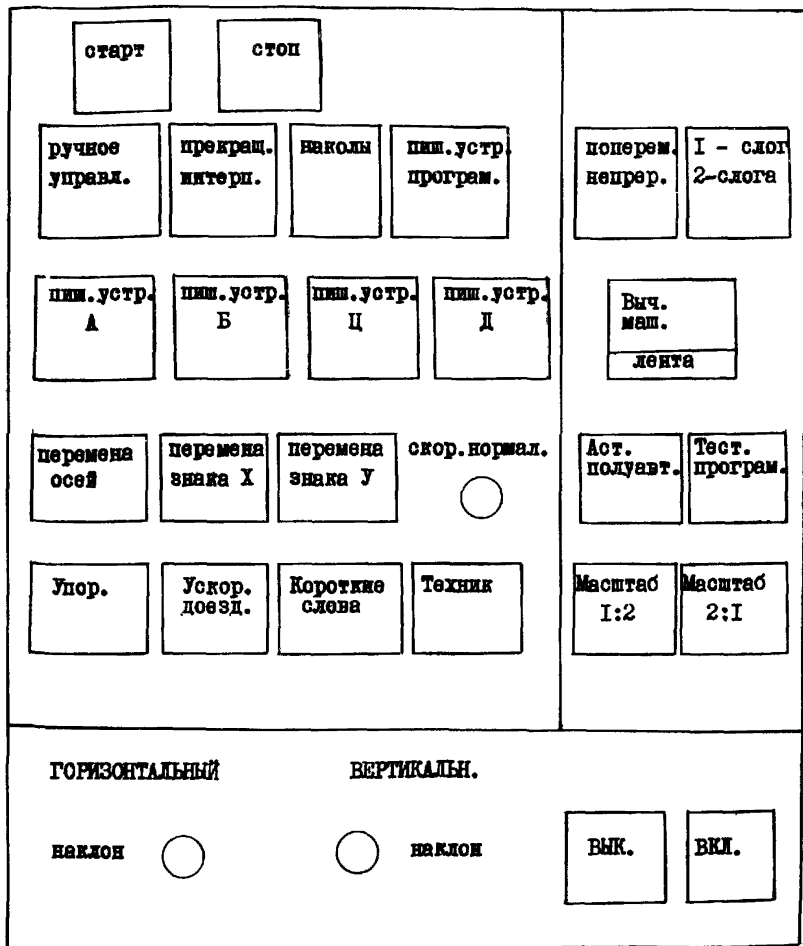 старт стоп
ручное прекращ. наколы пиш.устр. поперем. I - слог
управл. интерп. програм. непрер. 2-слога
пиш.устр. пиш.устр. пиш.устр. пиш.устр. Выч.
А Б Ц Д маш.
лента
перемена перемена перемена скор.нормал. Аст. Тест.
осей знака X знака У полуавт. програм.
Упор. Ускор. Короткие Техник Масштаб Масштаб
доезд. слова I:2 2:I
ГОРИЗОНТАЛЬНЫЙ ВЕРТИКАЛЬН.
наклон наклон ВЫК. ВКЛ.